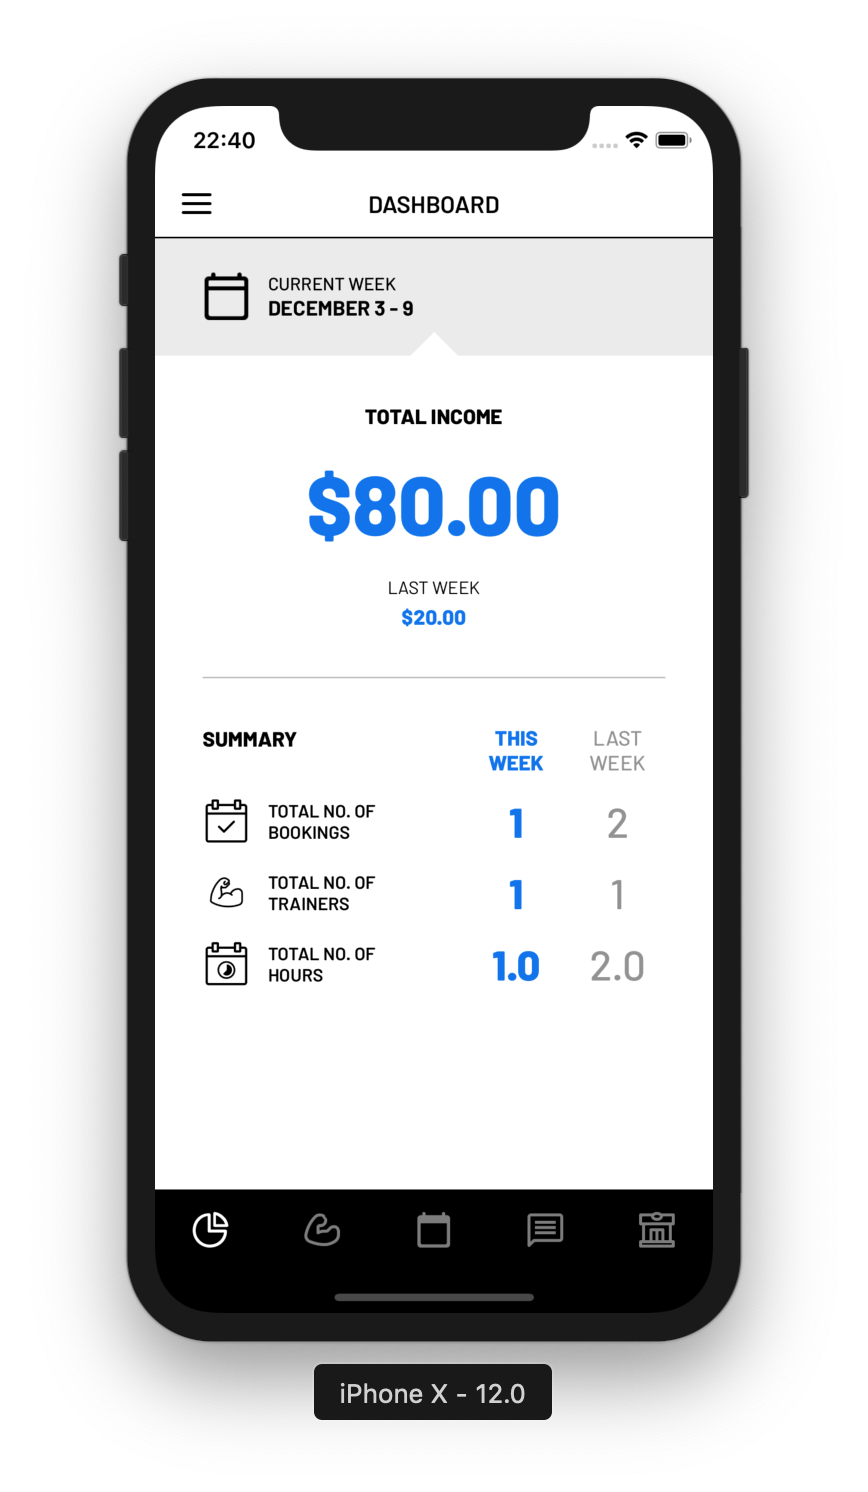 22:40
DASHBOARD
CURRENT WEEK
DECEMBER 3 - 9
TOTAL INCOME
$80.00
LAST WEEK
$20.00
SUMMARY
THIS WEEK
LAST WEEK
TOTAL NO. OF
BOOKINGS
1
2
TOTAL NO. OF
TRAINERS
1
1
TOTAL NO. OF
HOURS
1.0
2.0
iPhone X - 12.0